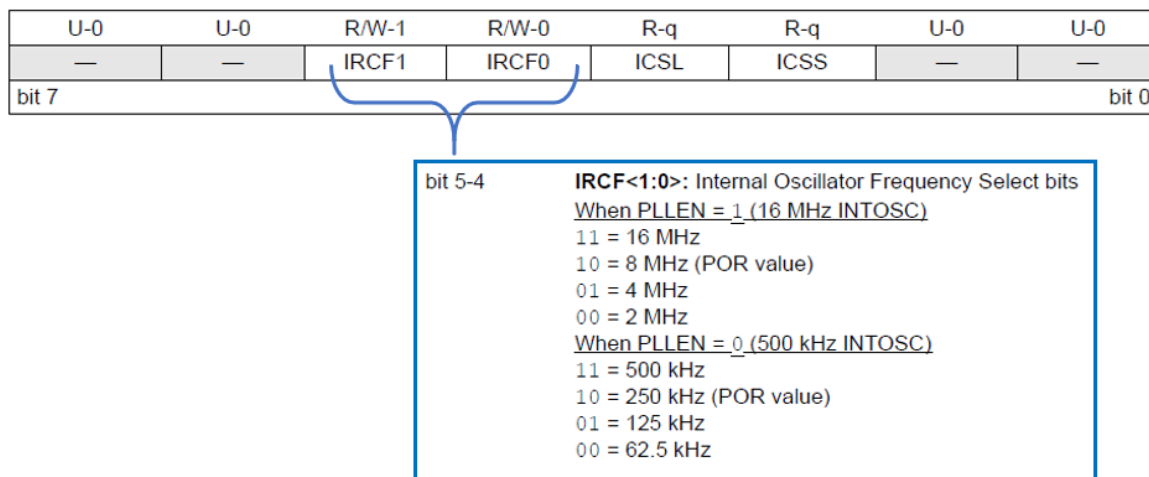 U-0 U-0 R/W-1 R/W-0 R-q R-q U-0 U-0
— — IRCF1 IRCF0 ICSL ICSS — —
bit 7 bit 0
bit 5-4 IRCF<1:0>: Internal Oscillator Frequency Select bits
When PLLEN = 1 (16 MHz INTOSC)
11 = 16 MHz
10 = 8 MHz (POR value)
01 = 4 MHz
00 = 2 MHz
When PLLEN = 0 (500 kHz INTOSC)
11 = 500 kHz
10 = 250 kHz (POR value)
01 = 125 kHz
00 = 62.5 kHz